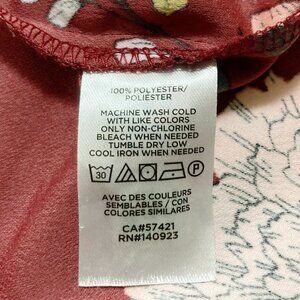 100% POLYESTER/
POLIÉSTER
MACHINE WASH COLD
WITH LIKE COLORS
ONLY NON-CHLORINE
BLEACH WHEN NEEDED
TUMBLE DRY LOW
COOL IRON WHEN NEEDED
30
P
AVEC DES COULEURS
SEMBLABLES / CON
COLORES SIMILARES
CA#57421
RN#140923